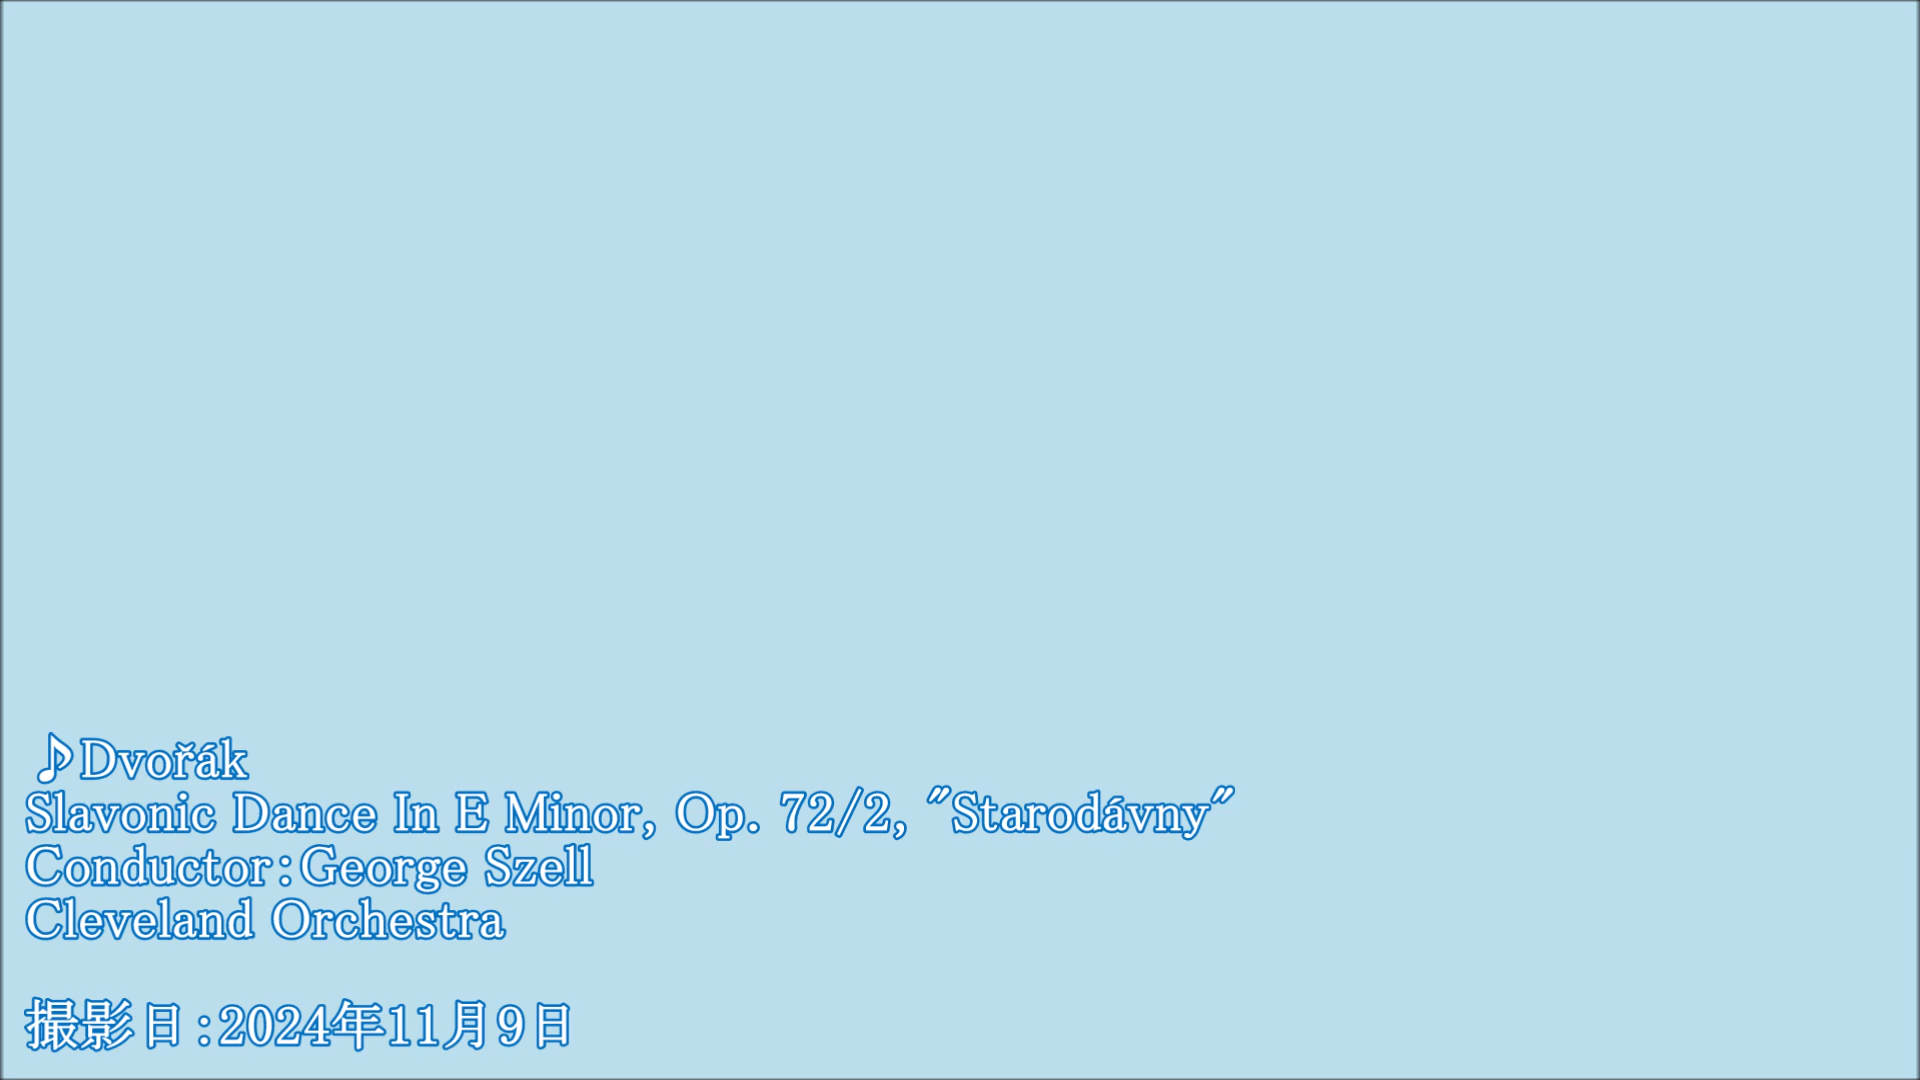 ♪Dvořák
Slavonic Dance In E Minor, Op. 72/2, "Starodávny"
Conductor:George Szell
Cleveland Orchestra
撮影日:2024年11月9日